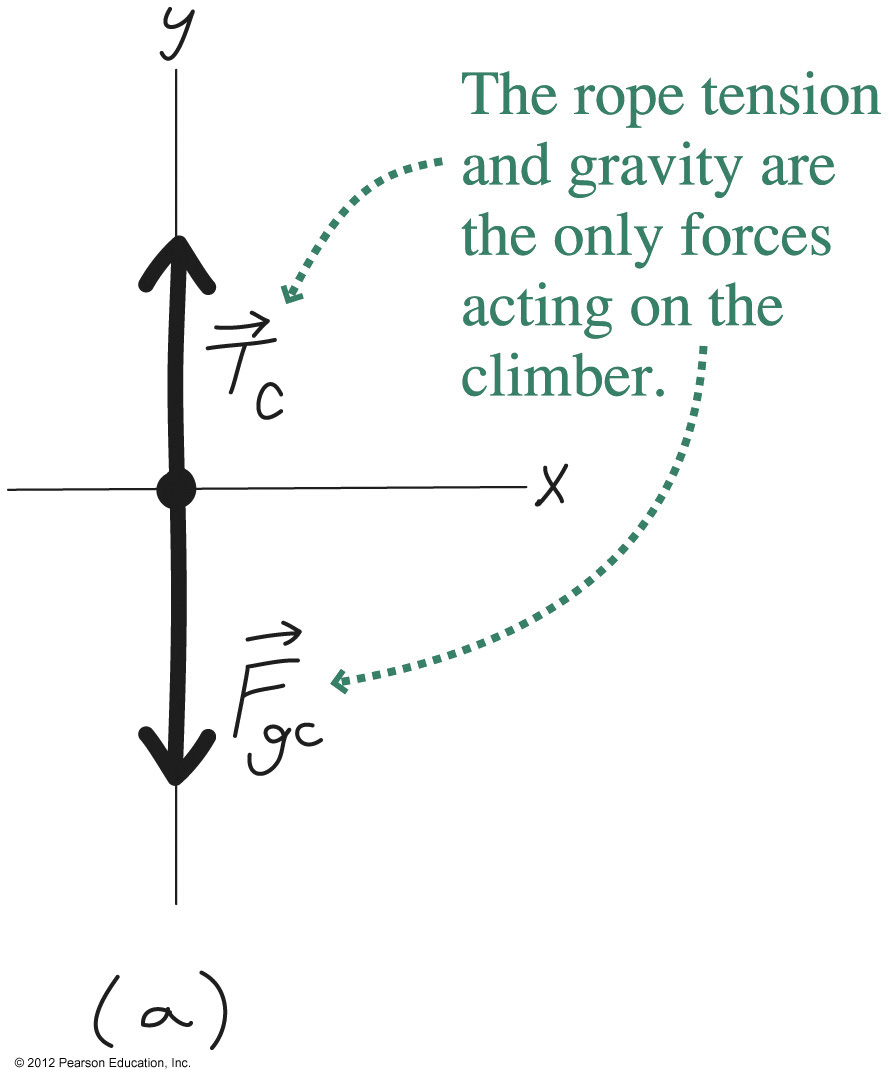 y
The rope tension
and gravity are
the only forces
acting on the
climber.
T⃗c
x
F⃗gc
(a)
© 2012 Pearson Education, Inc.